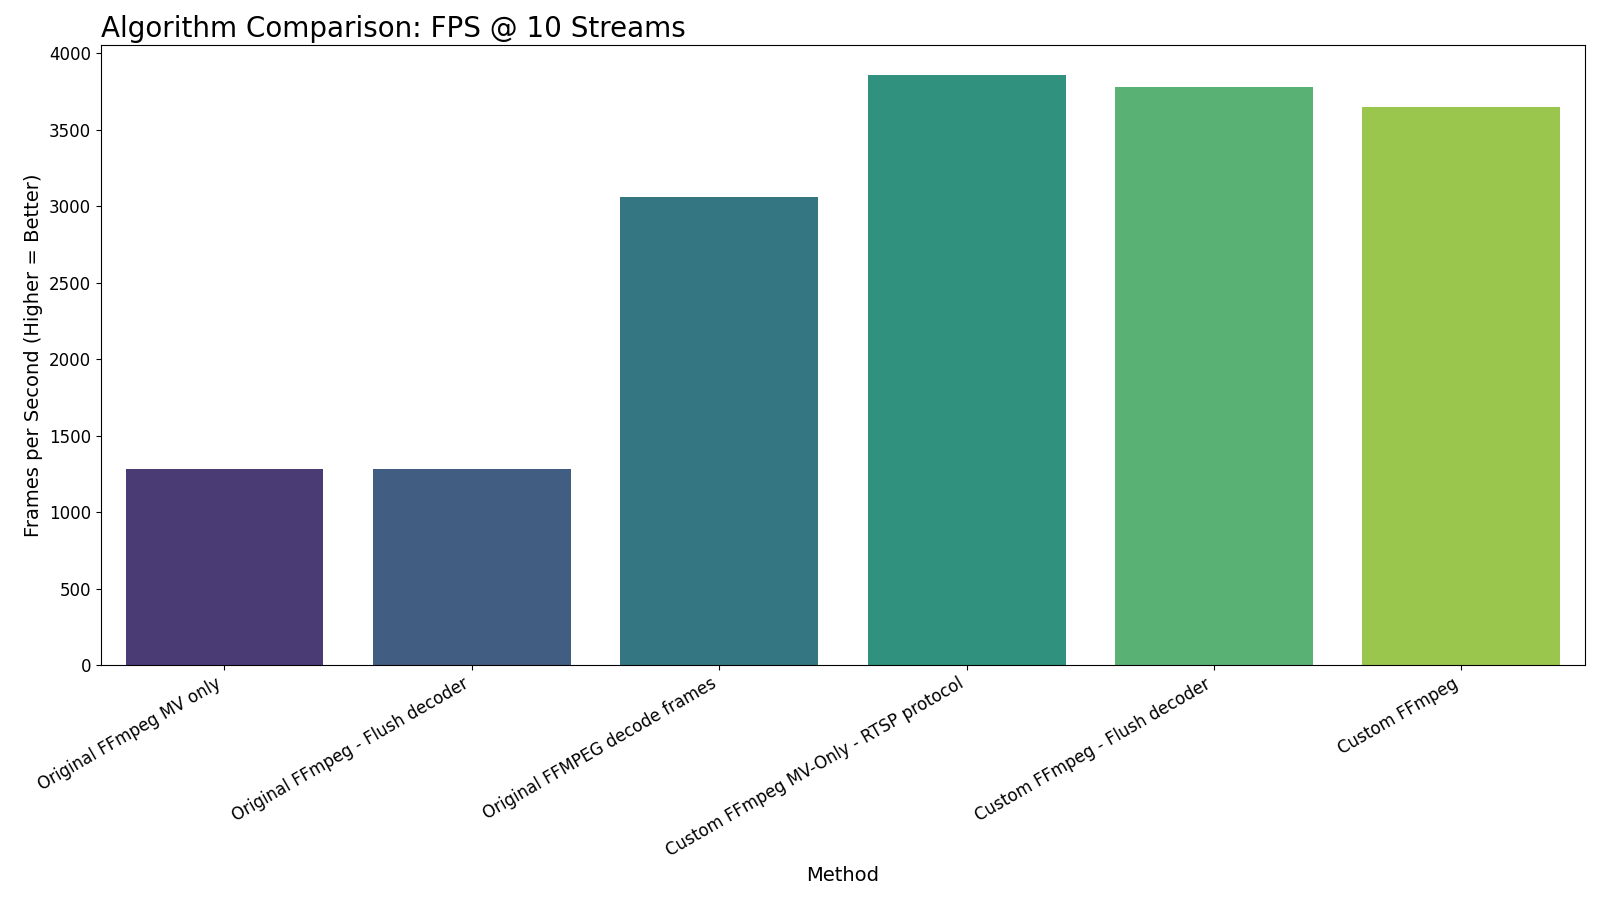 Algorithm Comparison: FPS @ 10 Streams
Frames per Second (Higher = Better)
4000
3500
3000
2500
2000
1500
1000
500
0
Original FFmpeg MV only
Original FFmpeg - Flush decoder
Original FFMPEG decode frames
Custom FFmpeg MV-Only - RTSP protocol
Custom FFmpeg - Flush decoder
Custom FFmpeg
Method